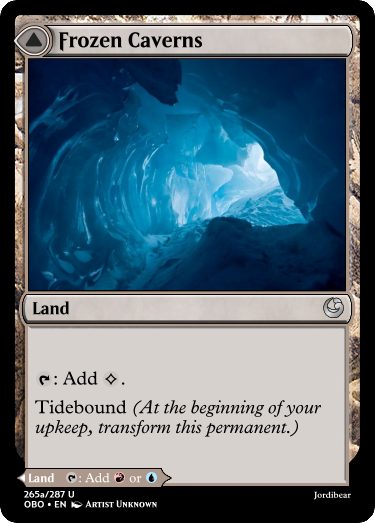 Frozen Caverns
Land
: Add .
Tidebound (At the beginning of your
upkeep, transform this permanent.)
Land : Add or
265a/287 U
OBO • EN Artist Unknown
Jordibear